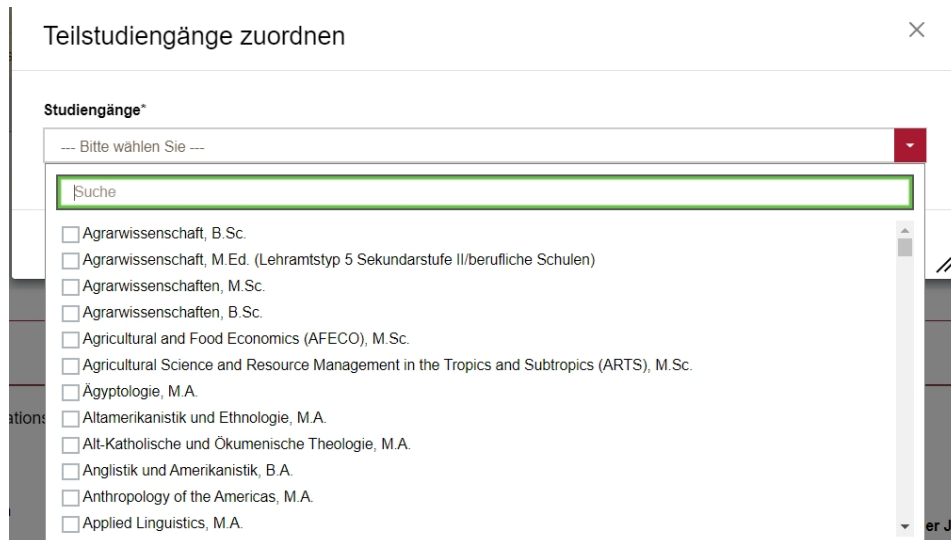 Teilstudiengänge zuordnen
Studiengänge*
--- Bitte wählen Sie ---
Suche
Agrarwissenschaft, B.Sc.
Agrarwissenschaft, M.Ed. (Lehramtstyp 5 Sekundarstufe II/berufliche Schulen)
Agrarwissenschaften, M.Sc.
Agrarwissenschaften, B.Sc.
Agricultural and Food Economics (AFECO), M.Sc.
Agricultural Science and Resource Management in the Tropics and Subtropics (ARTS), M.Sc.
Ägyptologie, M.A.
Altamerikanistik und Ethnologie, M.A.
Alt-Katholische und Ökumenische Theologie, M.A.
Anglistik und Amerikanistik, B.A.
Anthropology of the Americas, M.A.
Applied Linguistics, M.A.